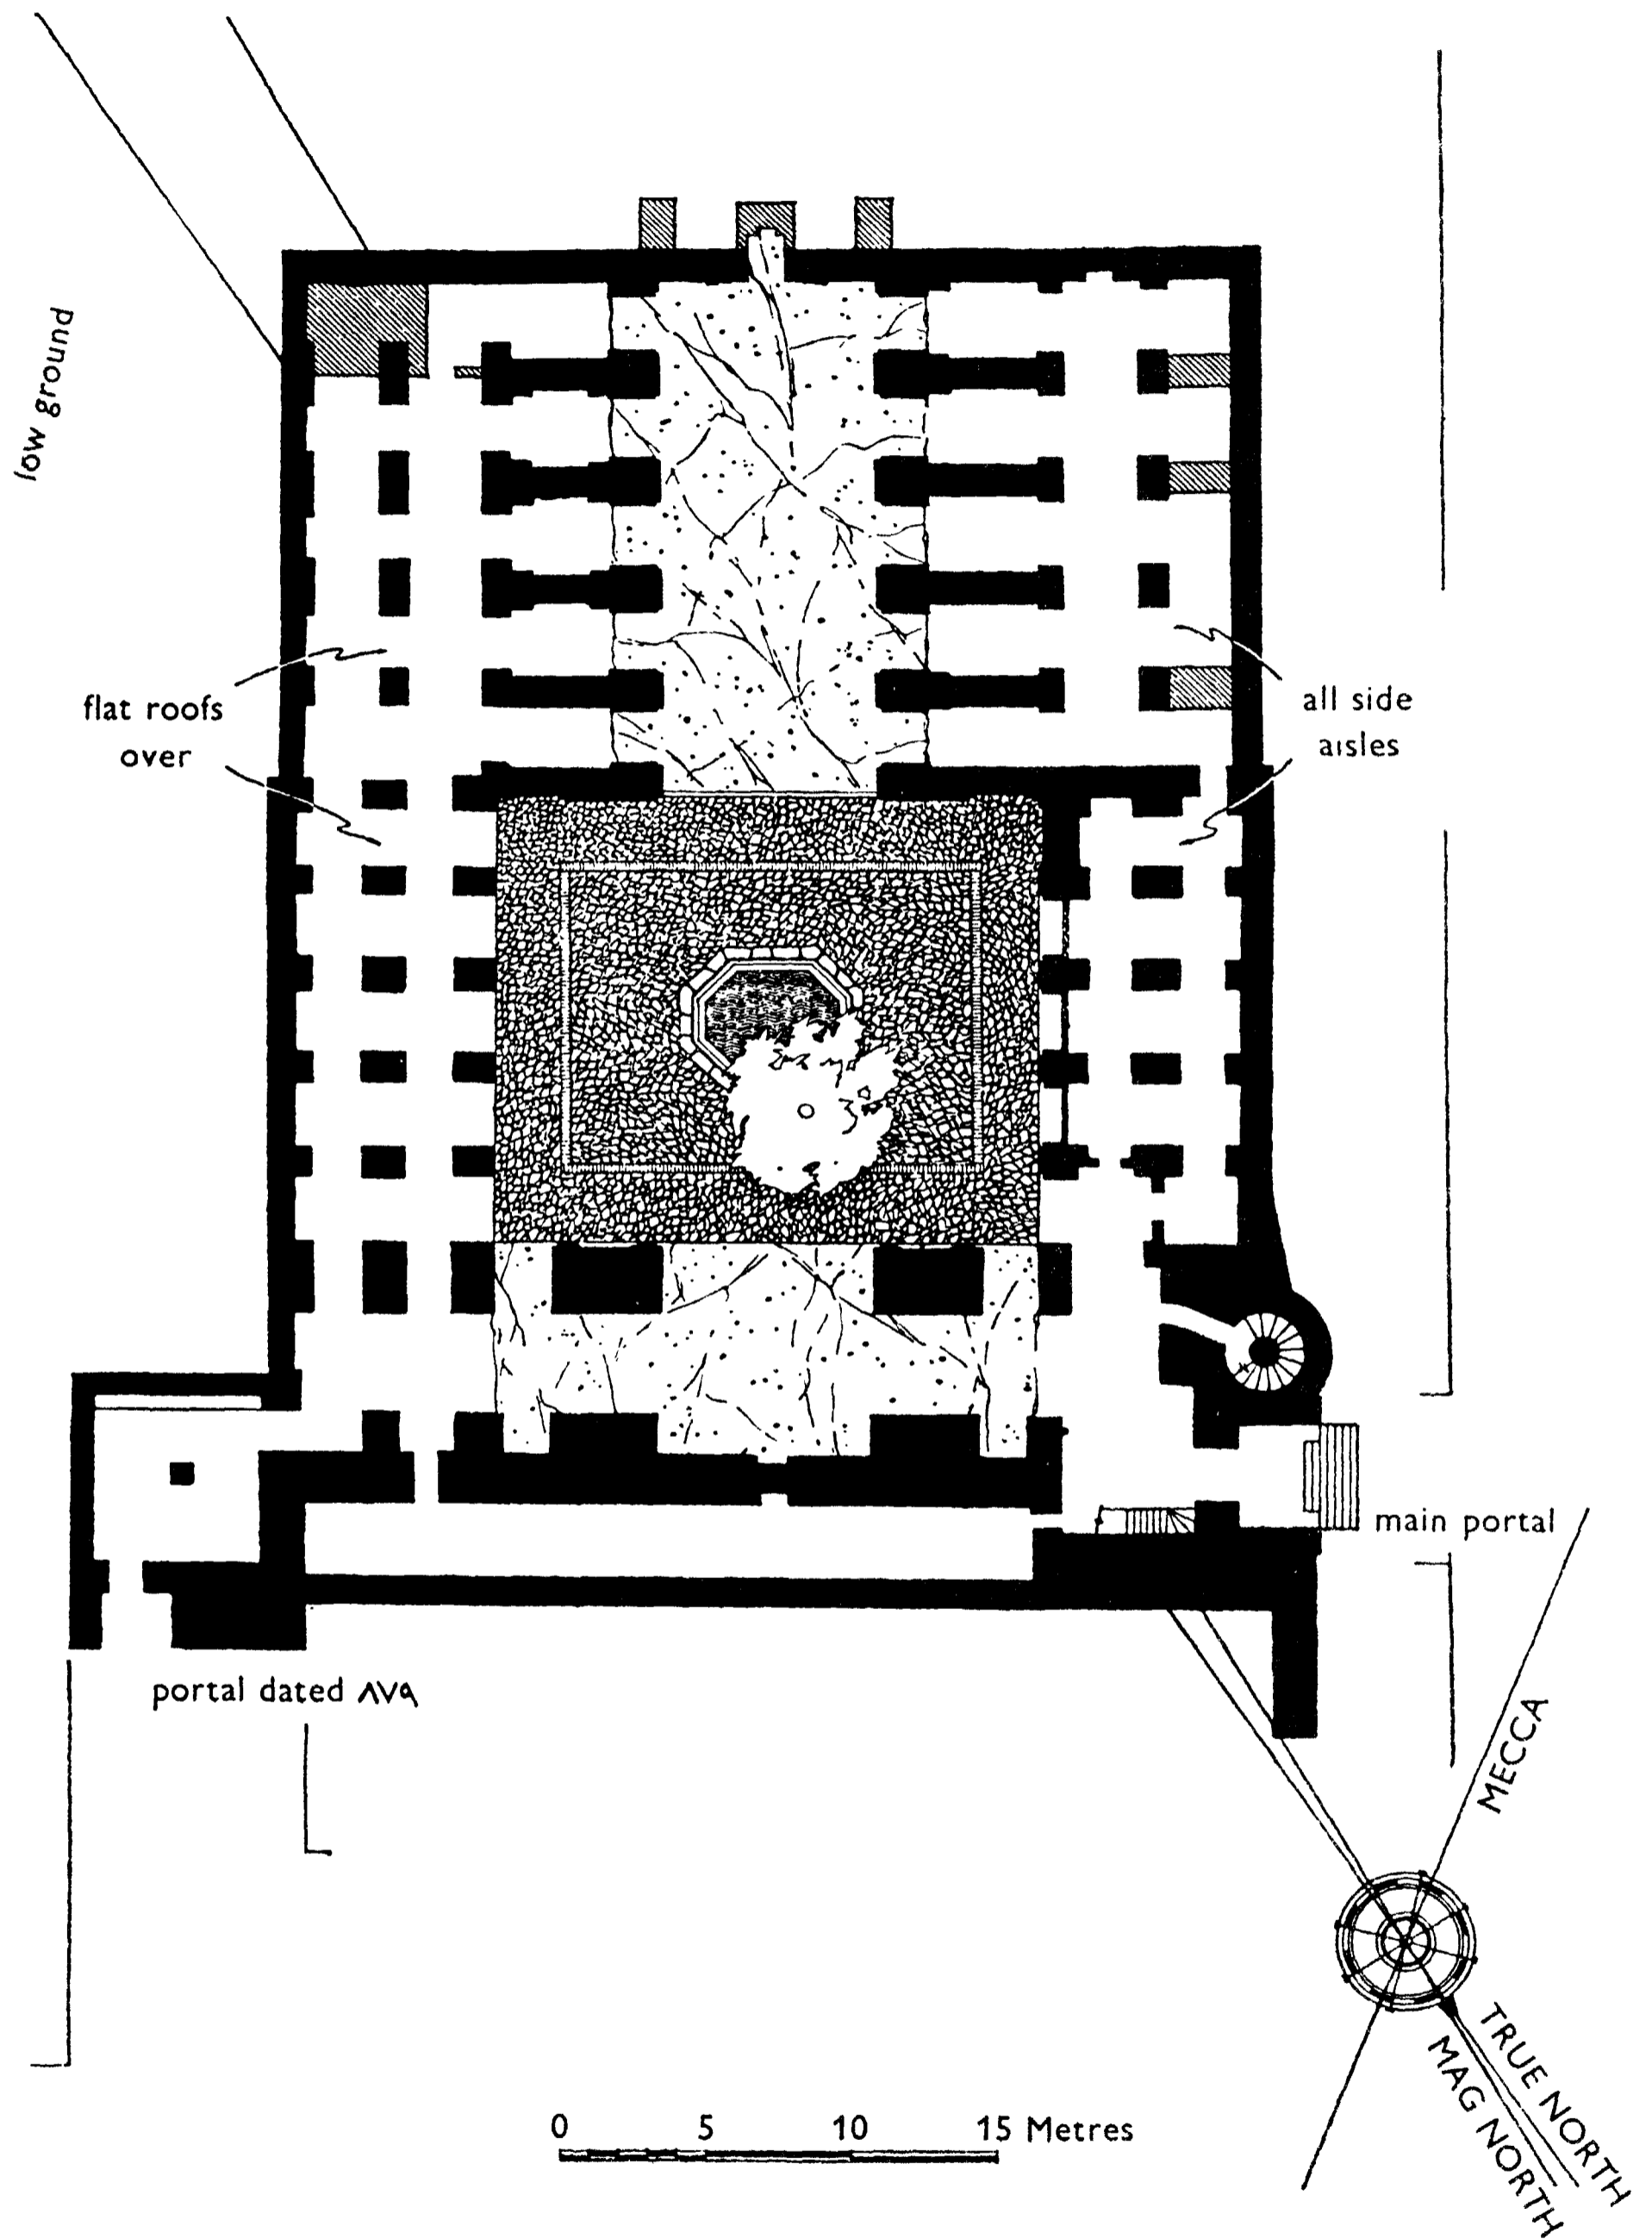 low ground
flat roofs
over
all side
aisles
main portal
portal dated ٨٧٩
MECCA
TRUE NORTH
MAG NORTH
0 5 10 15 Metres